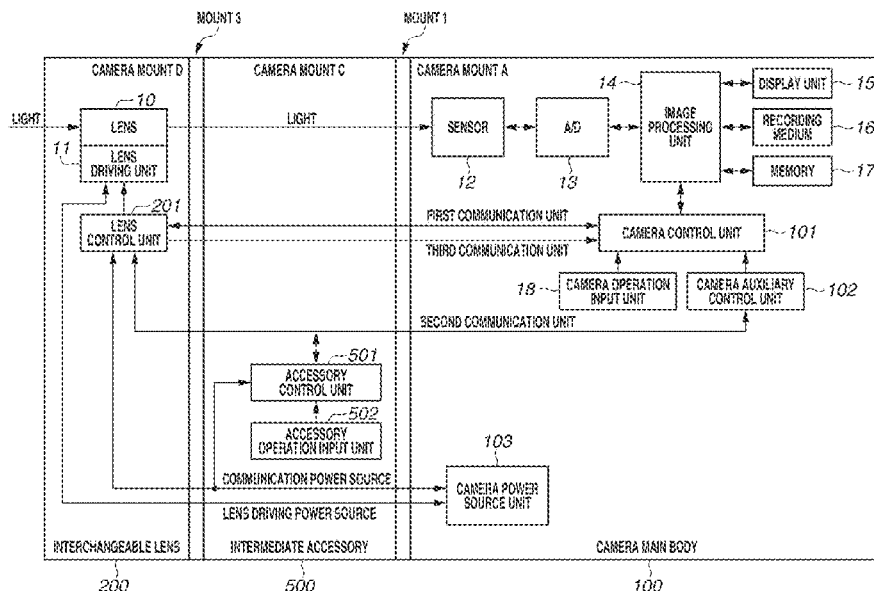 MOUNT 3
MOUNT 1
CAMERA MOUNT D
CAMERA MOUNT C
CAMERA MOUNT A
10
14
LIGHT
LENS
LIGHT
SENSOR
A/D
IMAGE
PROCESSING
UNIT
DISPLAY UNIT
15
RECORDING
MEDIUM
16
MEMORY
17
11
LENS
DRIVING UNIT
12
13
201
LENS
CONTROL UNIT
FIRST COMMUNICATION UNIT
THIRD COMMUNICATION UNIT
CAMERA CONTROL UNIT
101
18
CAMERA OPERATION
INPUT UNIT
CAMERA AUXILIARY
CONTROL UNIT
102
SECOND COMMUNICATION UNIT
501
ACCESSORY
CONTROL UNIT
502
ACCESSORY
OPERATION INPUT UNIT
103
COMMUNICATION POWER SOURCE
CAMERA POWER
SOURCE UNIT
LENS DRIVING POWER SOURCE
INTERCHANGEABLE LENS
INTERMEDIATE ACCESSORY
CAMERA MAIN BODY
200
500
100